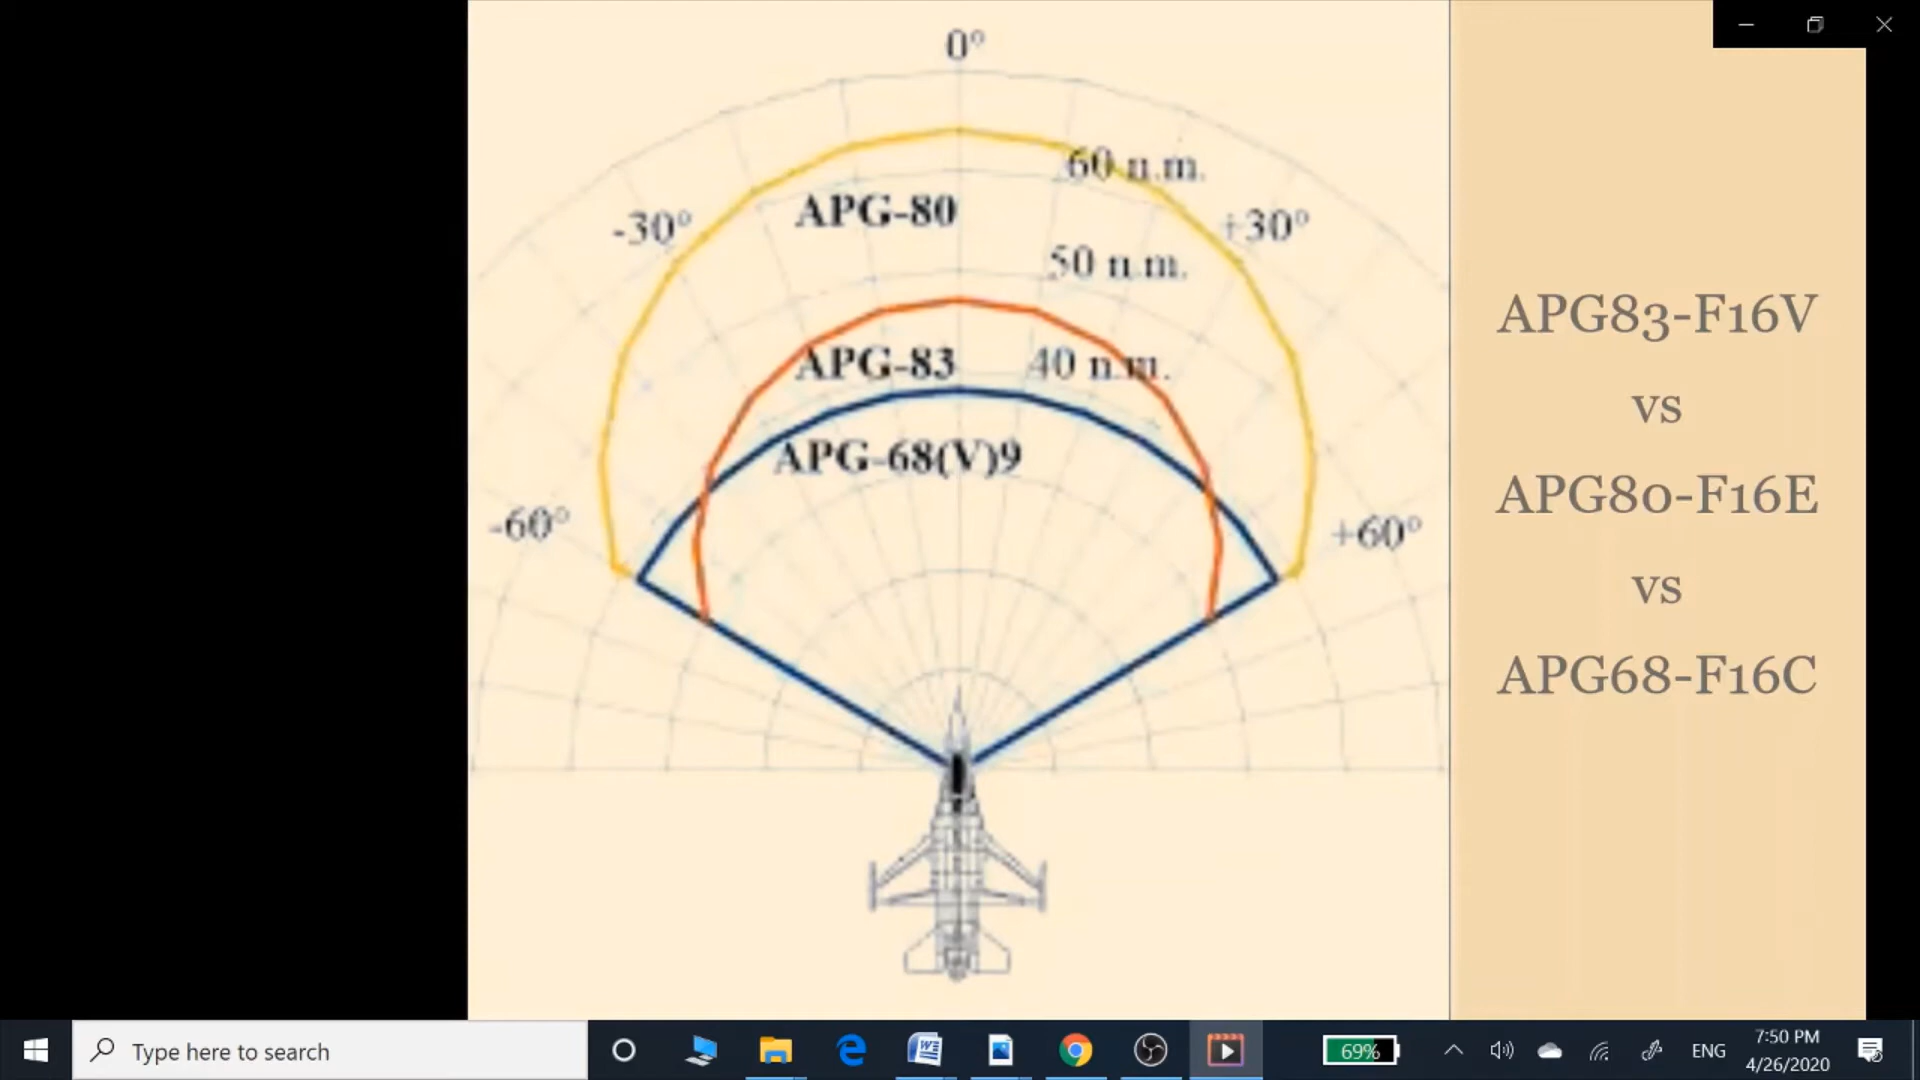 0°
60 n.m.
APG-80
-30°
+30°
50 n.m.
APG-83
40 n.m.
APG-68(V)9
-60°
+60°
APG83-F16V
vs
APG80-F16E
vs
APG68-F16C
Type here to search
69%
ENG
7:50 PM
4/26/2020